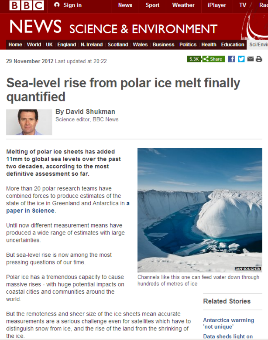 BBC Sign in News Sport Weather iPlayer TV
NEWS SCIENCE & ENVIRONMENT
Home World UK England N. Ireland Scotland Wales Business Politics Health Education
29 November 2012 Last updated at 20:22
Share
Sea-level rise from polar ice melt finally
quantified
By David Shukman
Science editor, BBC News
Melting of polar ice sheets has added
11mm to global sea levels over the past
two decades, according to the most
definitive assessment so far.
More than 20 polar research teams have
combined forces to produce estimates of the
state of the ice in Greenland and Antarctica in a
paper in Science.
Until now different measurement means have
produced a wide range of estimates with large
uncertainties.
But sea-level rise is now among the most
pressing questions of our time.
Polar ice has a tremendous capacity to cause
massive rises - with huge potential impacts on
coastal cities and communities around the
world.
But the remoteness and sheer size of the ice sheets mean accurate
measurements are a serious challenge even for satellites which have to
distinguish snow from ice, and the rise of the land from the shrinking of
the ice.
Channels like this one can feed water down through
hundreds of metres of ice
Related Stories
Antarctica warming
'not unique'
Data sheds light on